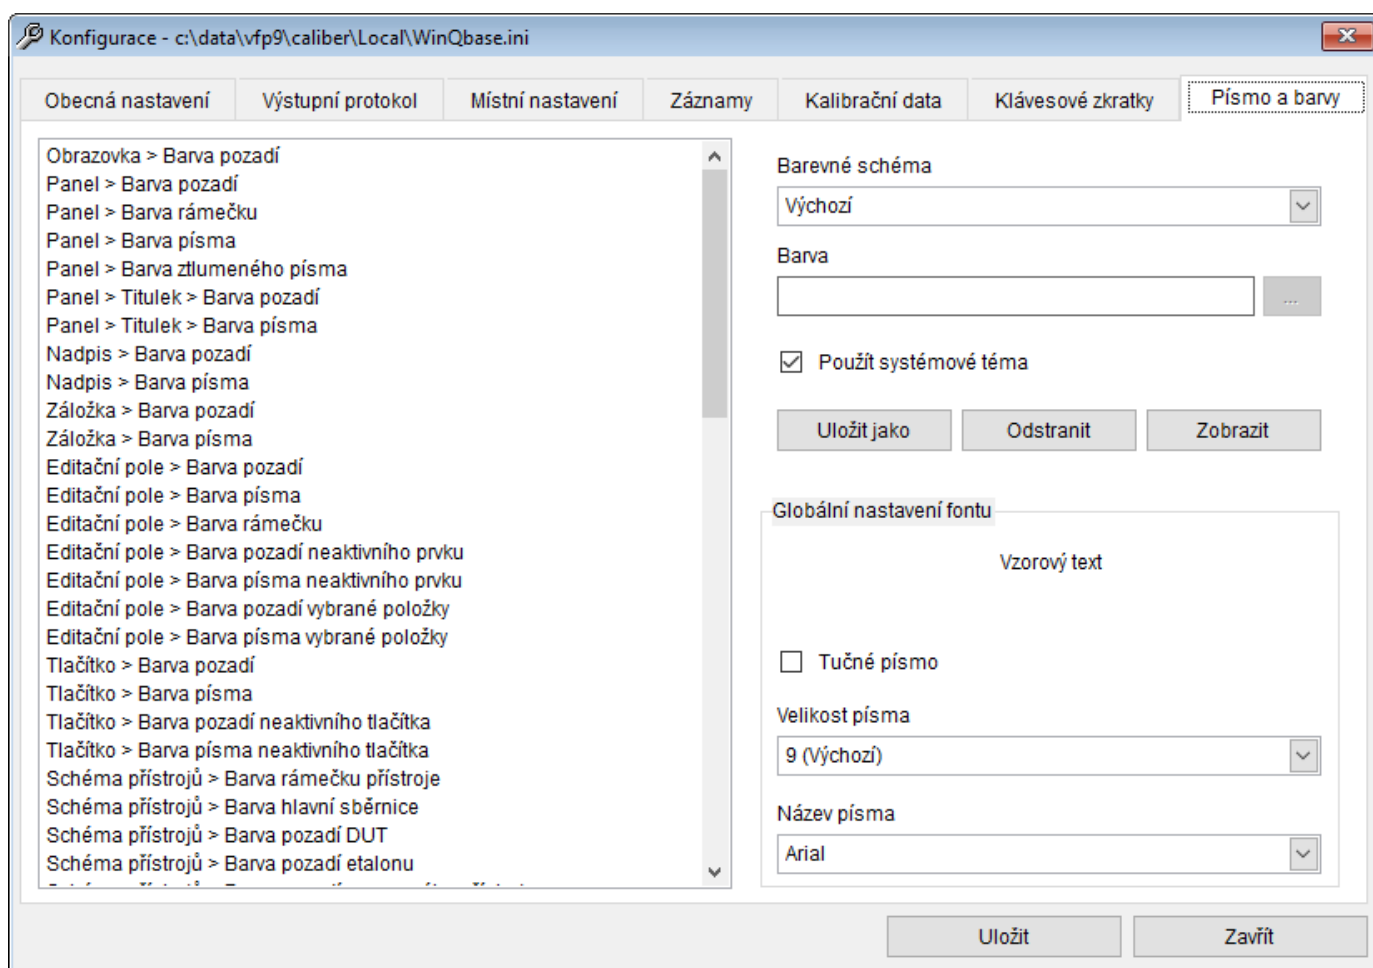 Konfigurace - c:\data\vfp9\caliber\Local\WinQbase.ini
Obecná nastavení Výstupní protokol Místní nastavení Záznamy Kalibrační data Klávesové zkratky Písmo a barvy
Obrazovka > Barva pozadí
Panel > Barva pozadí
Panel > Barva rámečku
Panel > Barva písma
Panel > Barva ztlumeného písma
Panel > Titulek > Barva pozadí
Panel > Titulek > Barva písma
Nadpis > Barva pozadí
Nadpis > Barva písma
Záložka > Barva pozadí
Záložka > Barva písma
Editační pole > Barva pozadí
Editační pole > Barva písma
Editační pole > Barva rámečku
Editační pole > Barva pozadí neaktivního prvku
Editační pole > Barva písma neaktivního prvku
Editační pole > Barva pozadí vybrané položky
Editační pole > Barva písma vybrané položky
Tlačítko > Barva pozadí
Tlačítko > Barva písma
Tlačítko > Barva pozadí neaktivního tlačítka
Tlačítko > Barva písma neaktivního tlačítka
Schéma přístrojů > Barva rámečku přístroje
Schéma přístrojů > Barva hlavní sběrnice
Schéma přístrojů > Barva pozadí DUT
Schéma přístrojů > Barva pozadí etalonu
Barevné schéma
Výchozí
Barva
...
Použít systémové téma
Uložit jako Odstranit Zobrazit
Globální nastavení fontu
Vzorový text
Tučné písmo
Velikost písma
9 (Výchozí)
Název písma
Arial
Uložit Zavřít